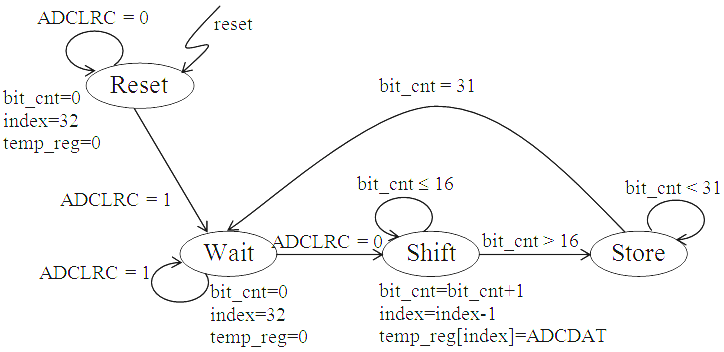 ADCLRC = 0
reset
Reset
bit_cnt=0
index=32
temp_reg=0
bit_cnt = 31
ADCLRC = 1
bit_cnt ≤ 16
bit_cnt < 31
Wait
ADCLRC = 0
Shift
bit_cnt > 16
Store
ADCLRC = 1
bit_cnt=0
index=32
temp_reg=0
bit_cnt=bit_cnt+1
index=index-1
temp_reg[index]=ADCDAT